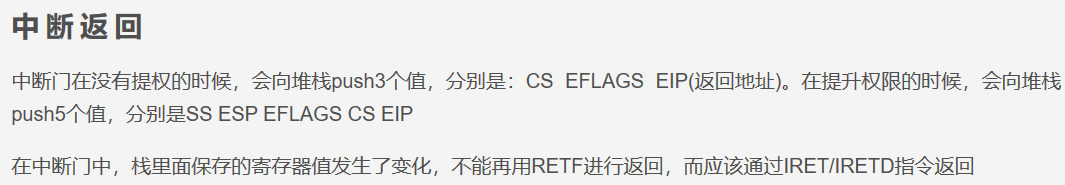 中断返回
中断门在没有提权的时候，会向堆栈push3个值，分别是：CS EFLAGS EIP(返回地址)。在提升权限的时候，会向堆栈
push5个值，分别是SS ESP EFLAGS CS EIP
在中断门中，栈里面保存的寄存器值发生了变化，不能再用RETF进行返回，而应该通过IRET/IRETD指令返回